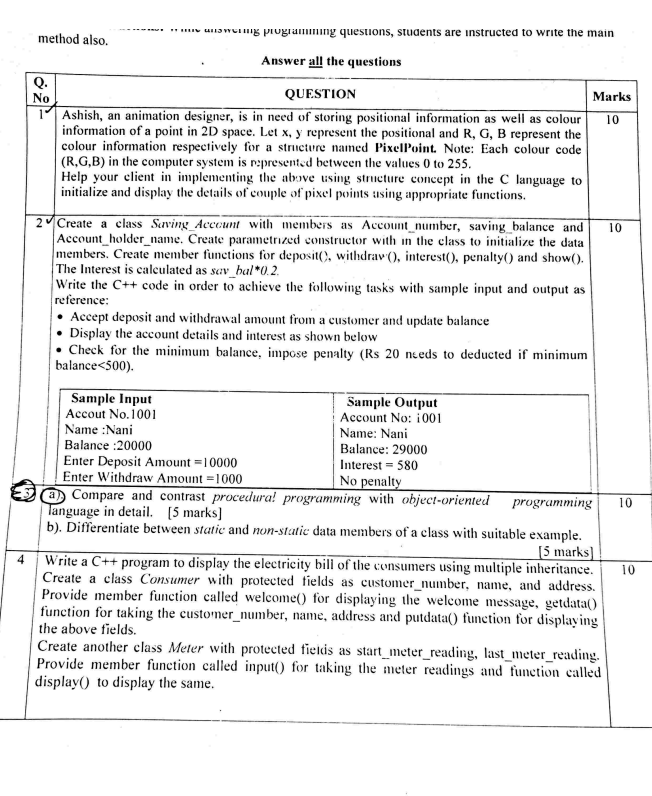 answering programming questions, students are instructed to write the main
method also.
Answer all the questions
Q. No QUESTION Marks
1 Ashish, an animation designer, is in need of storing positional information as well as colour 10
information of a point in 2D space. Let x, y represent the positional and R, G, B represent the
colour information respectively for a structure named PixelPoint. Note: Each colour code
(R,G,B) in the computer system is represented between the values 0 to 255.
Help your client in implementing the above using structure concept in the C language to
initialize and display the details of couple of pixel points using appropriate functions.
2 Create a class Saving_Account with members as Account_number, saving_balance and 10
Account_holder_name. Create parametrized constructor with in the class to initialize the data
members. Create member functions for deposit(), withdraw(), interest(), penalty() and show().
The Interest is calculated as sav_bal*0.2.
Write the C++ code in order to achieve the following tasks with sample input and output as
reference:
• Accept deposit and withdrawal amount from a customer and update balance
• Display the account details and interest as shown below
• Check for the minimum balance, impose penalty (Rs 20 needs to deducted if minimum
balance<500).
Sample Input
Accout No.1001
Name :Nani
Balance :20000
Enter Deposit Amount =10000
Enter Withdraw Amount =1000
Sample Output
Account No: 1001
Name: Nani
Balance: 29000
Interest = 580
No penalty
3 a) Compare and contrast procedural programming with object-oriented programming 10
language in detail. [5 marks]
b). Differentiate between static and non-static data members of a class with suitable example.
[5 marks]
4 Write a C++ program to display the electricity bill of the consumers using multiple inheritance. 10
Create a class Consumer with protected fields as customer_number, name, and address.
Provide member function called welcome() for displaying the welcome message, getdata()
function for taking the customer_number, name, address and putdata() function for displaying
the above fields.
Create another class Meter with protected fields as start_meter_reading, last_meter_reading.
Provide member function called input() for taking the meter readings and function called
display() to display the same.